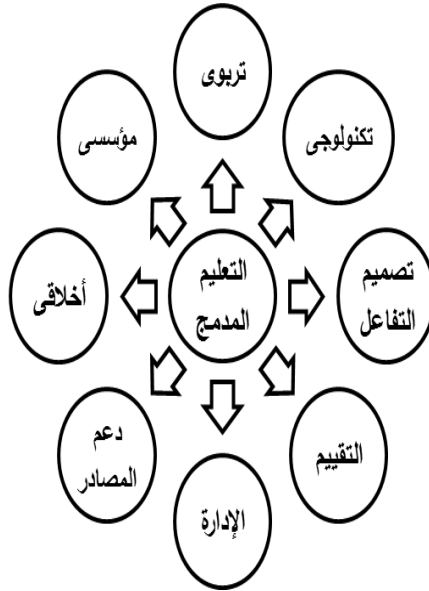 تربوى
تكنولوجى
مؤسسى
التعليم
المدمج
تصميم
التفاعل
أخلاقى
التقييم
دعم
المصادر
الإدارة